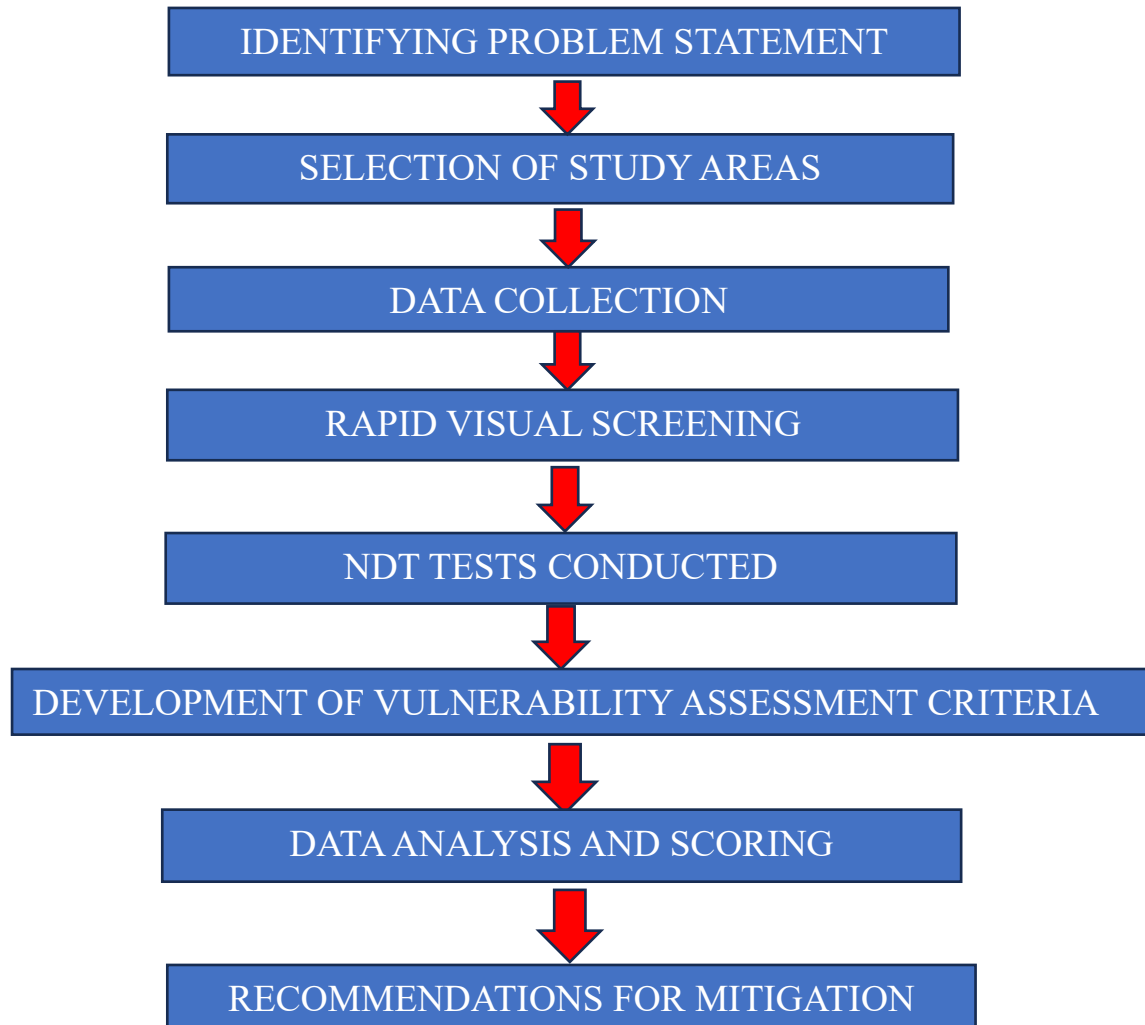 IDENTIFYING PROBLEM STATEMENT
SELECTION OF STUDY AREAS
DATA COLLECTION
RAPID VISUAL SCREENING
NDT TESTS CONDUCTED
DEVELOPMENT OF VULNERABILITY ASSESSMENT CRITERIA
DATA ANALYSIS AND SCORING
RECOMMENDATIONS FOR MITIGATION